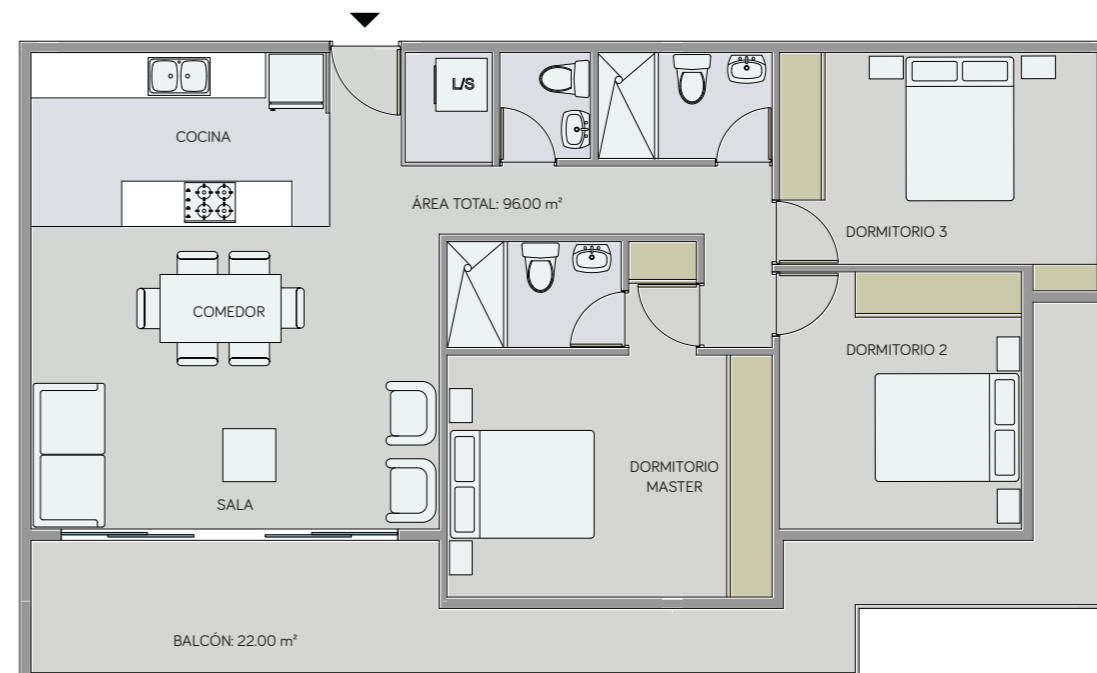 L/S
COCINA
ÁREA TOTAL: 96.00 m²
DORMITORIO 3
COMEDOR
DORMITORIO 2
DORMITORIO
MASTER
SALA
BALCÓN: 22.00 m²